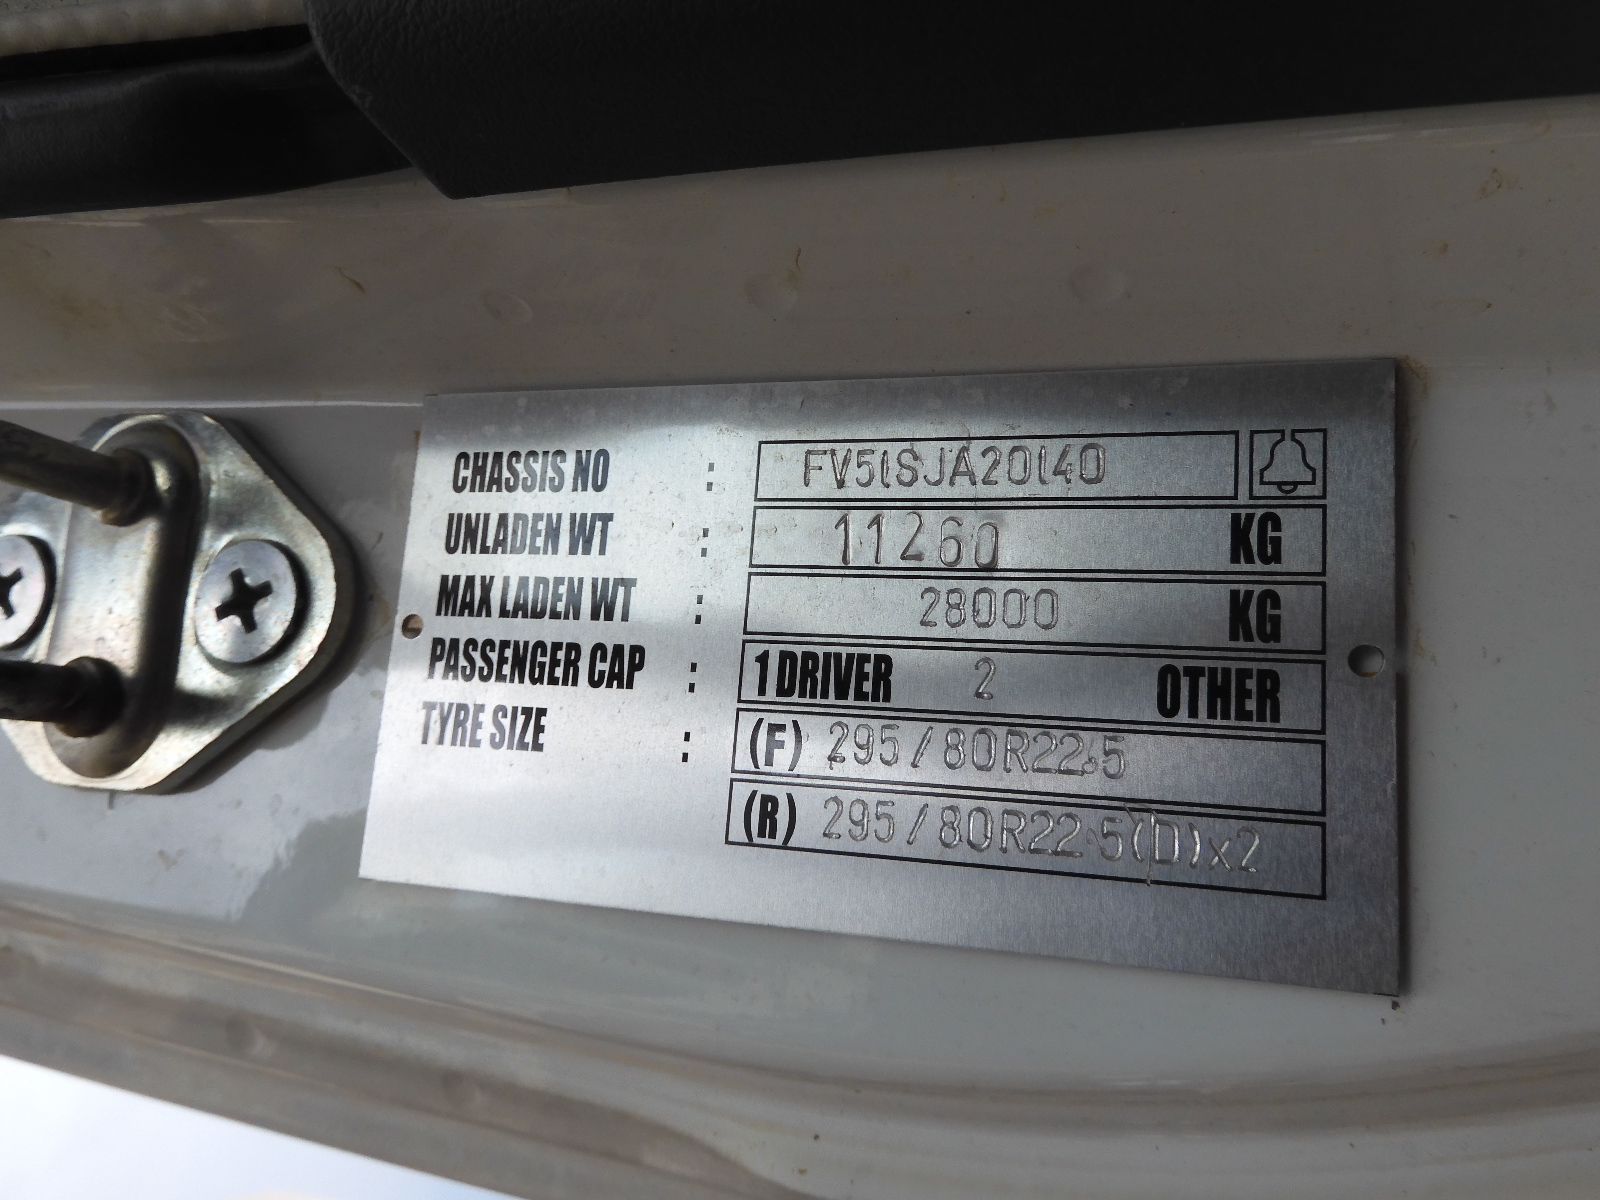 CHASSIS NO : FV51SJA20140
UNLADEN WT : 11260 KG
MAX LADEN WT : 28000 KG
PASSENGER CAP : 1 DRIVER 2 OTHER
TYRE SIZE : (F) 295/80R22.5
(R) 295/80R22.5(D)x2